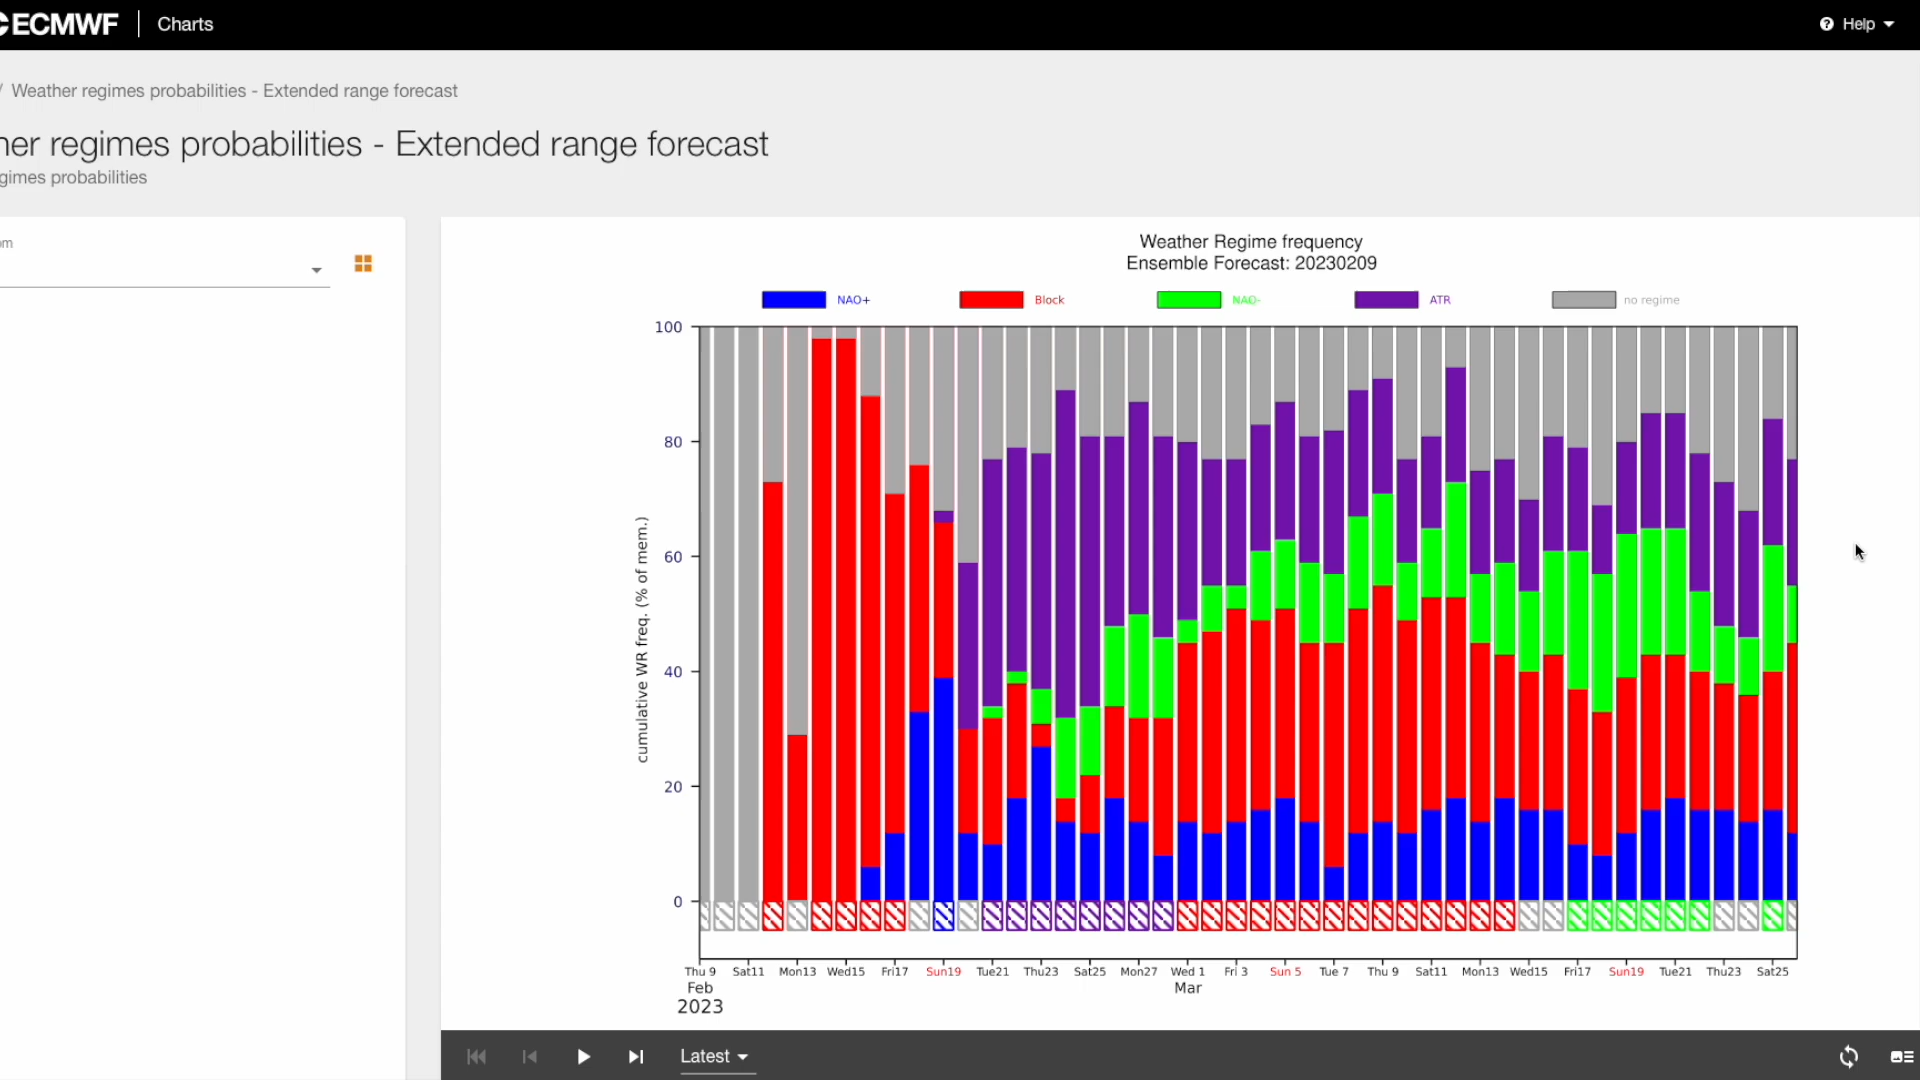 ECMWF
Charts
Help
/ Weather regimes probabilities - Extended range forecast
her regimes probabilities - Extended range forecast
gimes probabilities
om
Weather Regime frequency
Ensemble Forecast: 20230209
NAO+
Block
NAO-
ATR
no regime
100
80
60
40
20
0
cumulative WR freq. (% of mem.)
Thu 9 Sat11 Mon13 Wed15 Fri17 Sun19 Tue21 Thu23 Sat25 Mon27 Wed 1 Fri 3 Sun 5 Tue 7 Thu 9 Sat11 Mon13 Wed15 Fri17 Sun19 Tue21 Thu23 Sat25
Feb Mar
2023
Latest